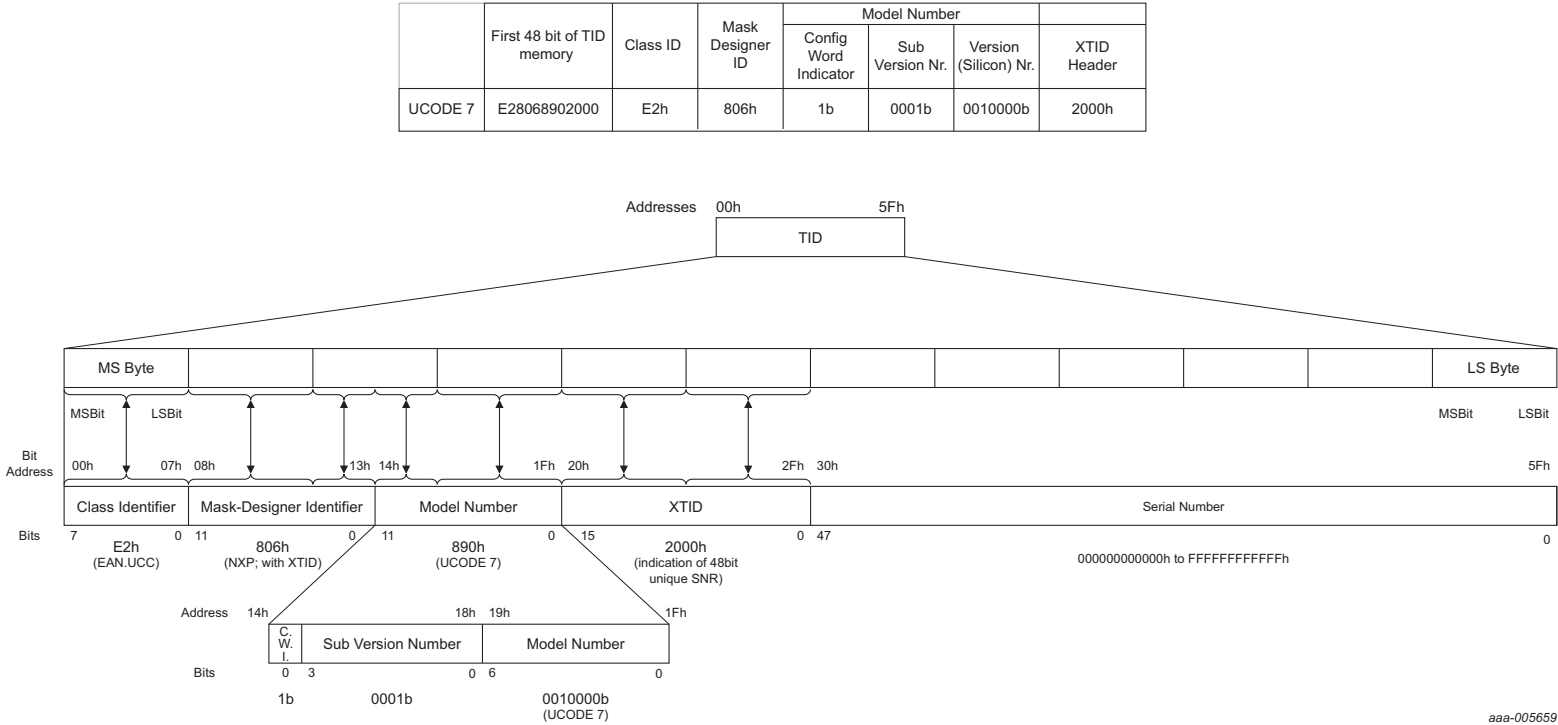 Model Number
First 48 bit of TID memory
Class ID
Mask Designer ID
Config Word Indicator
Sub Version Nr.
Version (Silicon) Nr.
XTID Header
UCODE 7 E28068902000 E2h 806h 1b 0001b 0010000b 2000h
Addresses 00h 5Fh
TID
MS Byte LS Byte
MSBit LSBit MSBit LSBit
Bit Address 00h 07h 08h 13h 14h 1Fh 20h 2Fh 30h 5Fh
Class Identifier Mask-Designer Identifier Model Number XTID Serial Number
Bits 7 0 11 0 11 0 15 0 47 0
E2h 806h 890h 2000h 000000000000h to FFFFFFFFFFFFh
(EAN.UCC) (NXP; with XTID) (UCODE 7) (indication of 48bit
unique SNR)
Address 14h 18h 19h 1Fh
C.
W.
I.
Sub Version Number Model Number
Bits 0 3 0 6 0
1b 0001b 0010000b
(UCODE 7)
aaa-005659